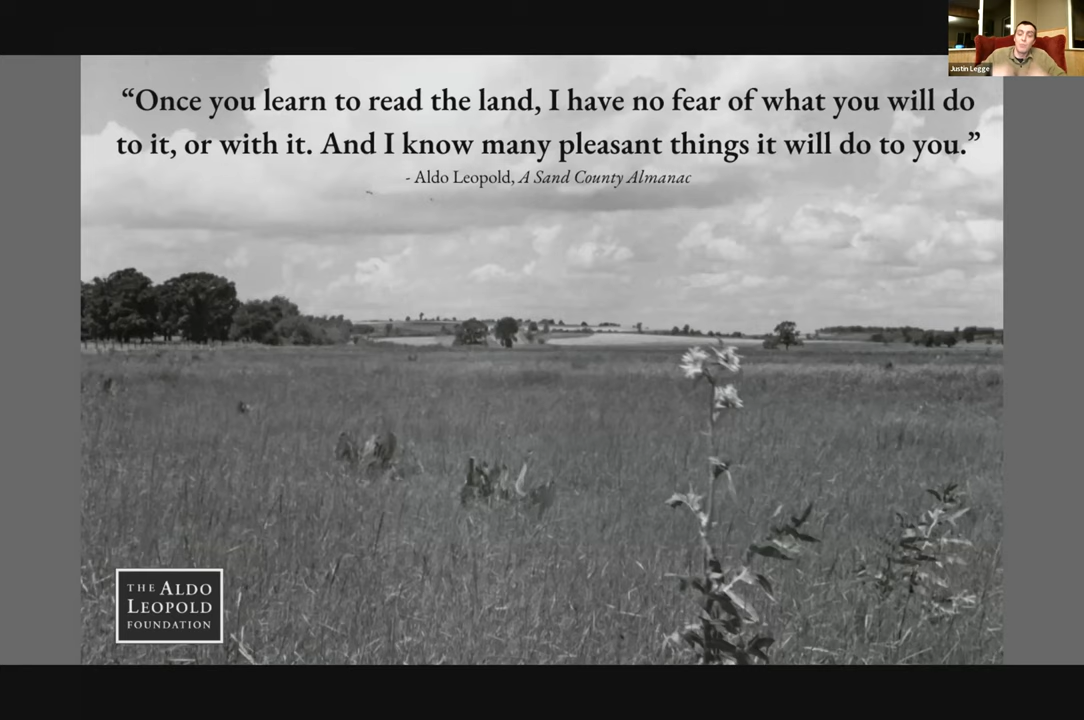 “Once you learn to read the land, I have no fear of what you will do
to it, or with it. And I know many pleasant things it will do to you.”
- Aldo Leopold, A Sand County Almanac
Justin Legge
THE ALDO
LEOPOLD
FOUNDATION